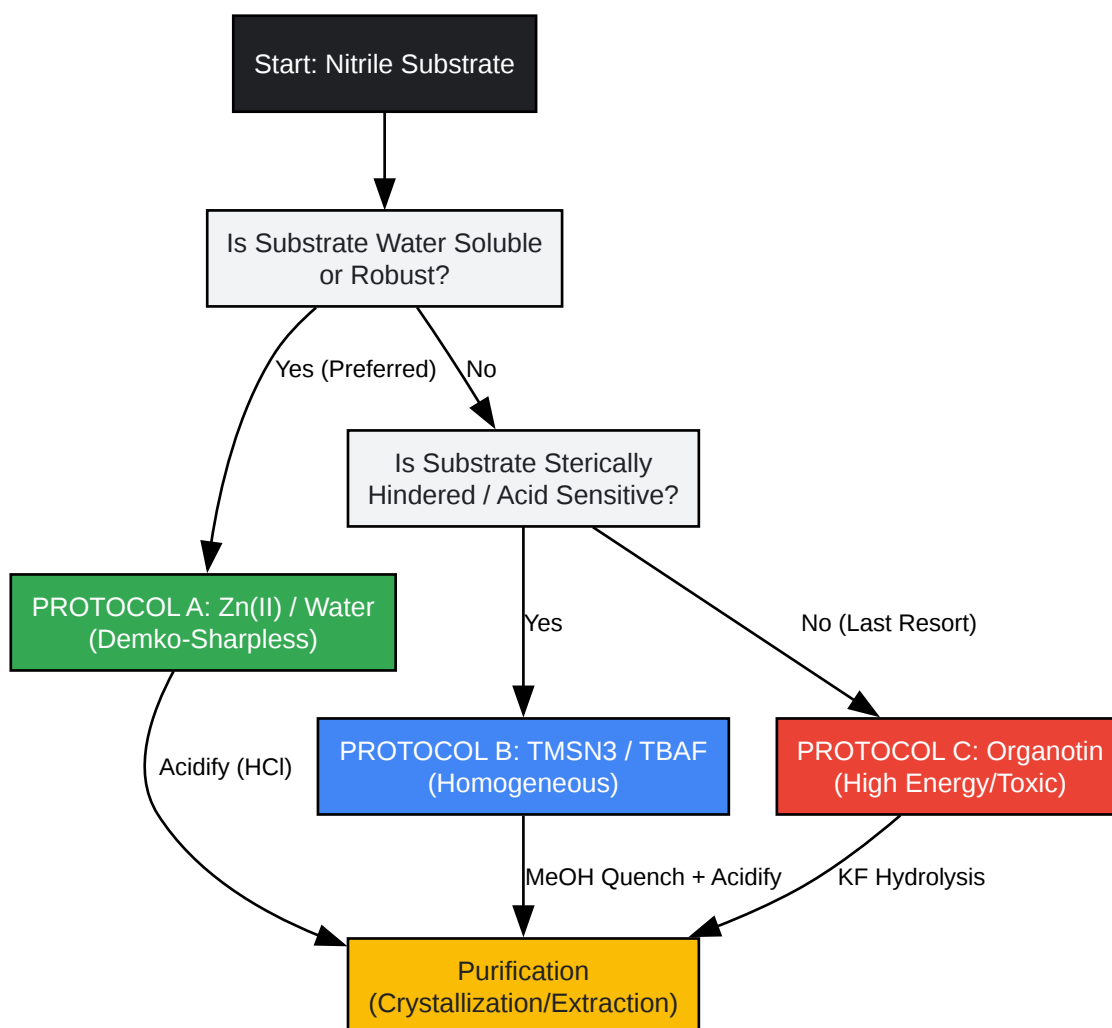 Start: Nitrile Substrate
Is Substrate Water Soluble
or Robust?
Yes (Preferred)
No
Is Substrate Sterically
Hindered / Acid Sensitive?
PROTOCOL A: Zn(II) / Water
(Demko-Sharpless)
Yes
No (Last Resort)
Acidify (HCl)
PROTOCOL B: TMSN3 / TBAF
(Homogeneous)
PROTOCOL C: Organotin
(High Energy/Toxic)
MeOH Quench + Acidify
KF Hydrolysis
Purification
(Crystallization/Extraction)